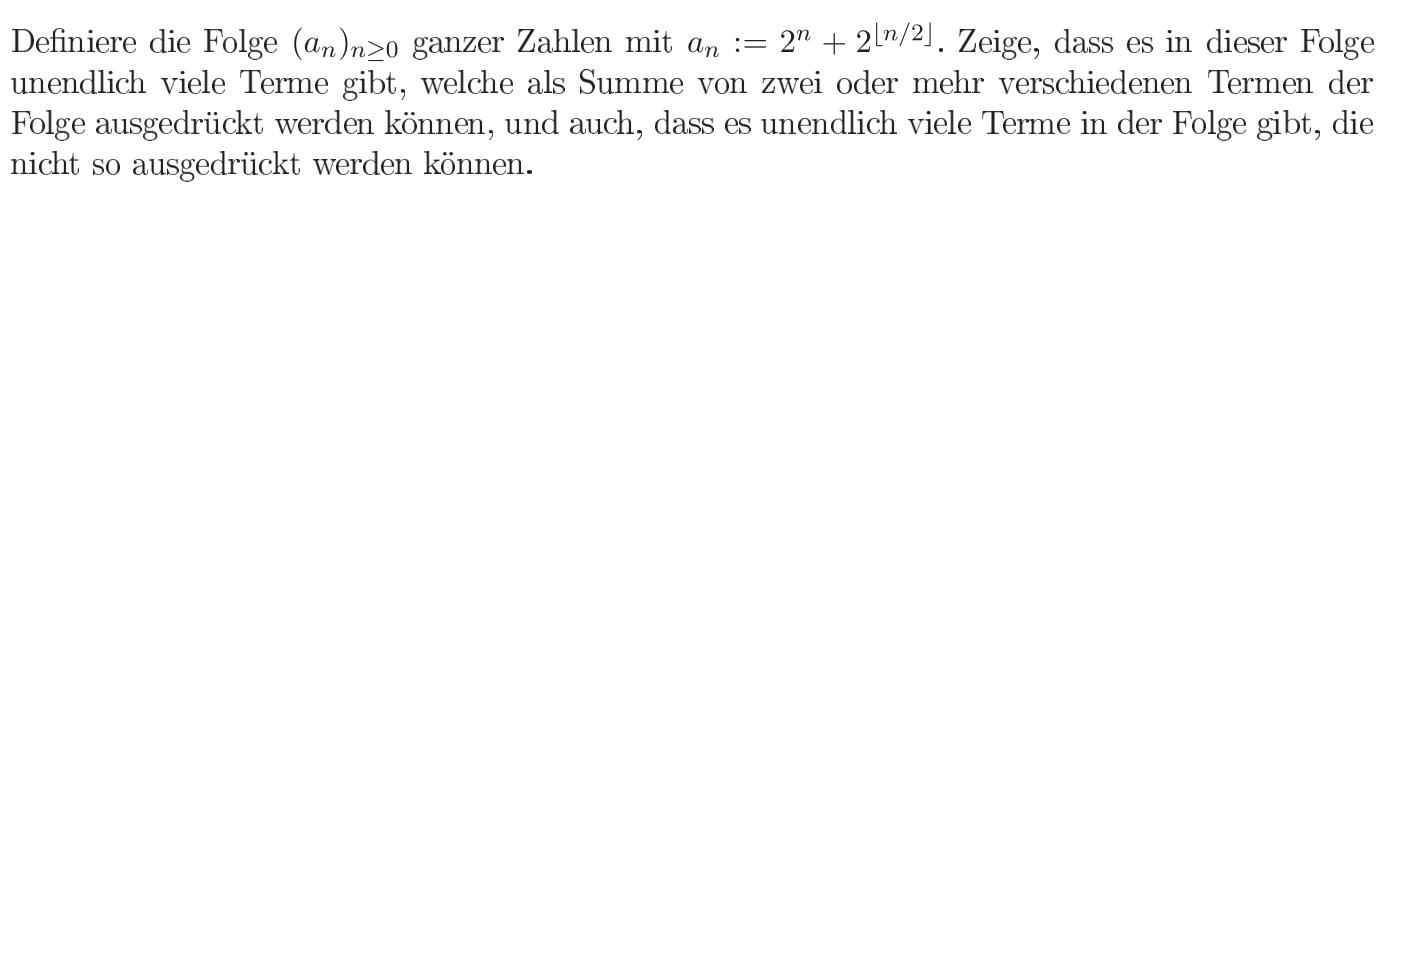 Definiere die Folge $(a_n)_{n\geq 0}$ ganzer Zahlen mit $a_n := 2^n + 2^{\lfloor n/2 \rfloor}$. Zeige, dass es in dieser Folge
unendlich viele Terme gibt, welche als Summe von zwei oder mehr verschiedenen Termen der
Folge ausgedrückt werden können, und auch, dass es unendlich viele Terme in der Folge gibt, die
nicht so ausgedrückt werden können.